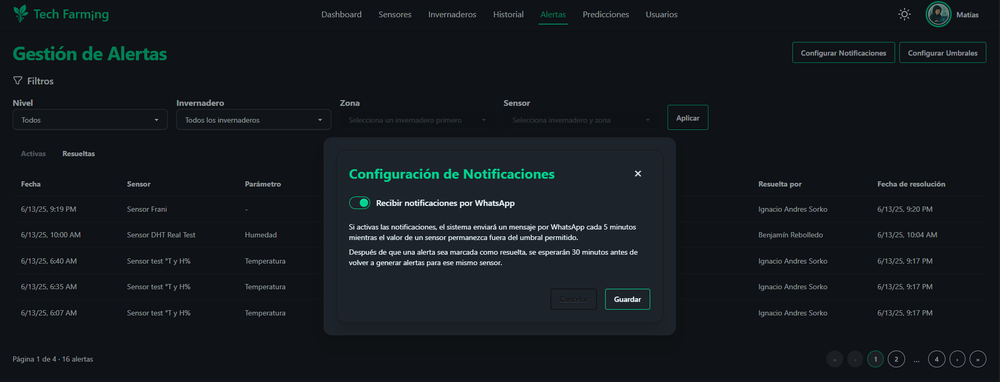 Tech Farming
Dashboard Sensores Invernaderos Historial Alertas Predicciones Usuarios
Matías
Gestión de Alertas
Configurar Notificaciones
Configurar Umbrales
Filtros
Nivel Invernadero Zona Sensor
Todos Todos los invernaderos Selecciona un invernadero primero Selecciona invernadero y zona Aplicar
Activas Resueltas
Fecha Sensor Parámetro Resuelta por Fecha de resolución
6/13/25, 9:19 PM Sensor Frani - Ignacio Andres Sorko 6/13/25, 9:20 PM
6/13/25, 10:00 AM Sensor DHT Real Test Humedad Benjamín Rebolledo 6/13/25, 10:04 AM
6/13/25, 6:40 AM Sensor test °T y H% Temperatura Ignacio Andres Sorko 6/13/25, 9:17 PM
6/13/25, 6:35 AM Sensor test °T y H% Temperatura Ignacio Andres Sorko 6/13/25, 9:17 PM
6/13/25, 6:07 AM Sensor test °T y H% Temperatura Ignacio Andres Sorko 6/13/25, 9:17 PM
Configuración de Notificaciones ✕
Recibir notificaciones por WhatsApp
Si activas las notificaciones, el sistema enviará un mensaje por WhatsApp cada 5 minutos
mientras el valor de un sensor permanezca fuera del umbral permitido.
Después de que una alerta sea marcada como resuelta, se esperarán 30 minutos antes de
volver a generar alertas para ese mismo sensor.
Cancelar Guardar
Página 1 de 4 · 16 alertas
« ‹ 1 2 ... 4 › »